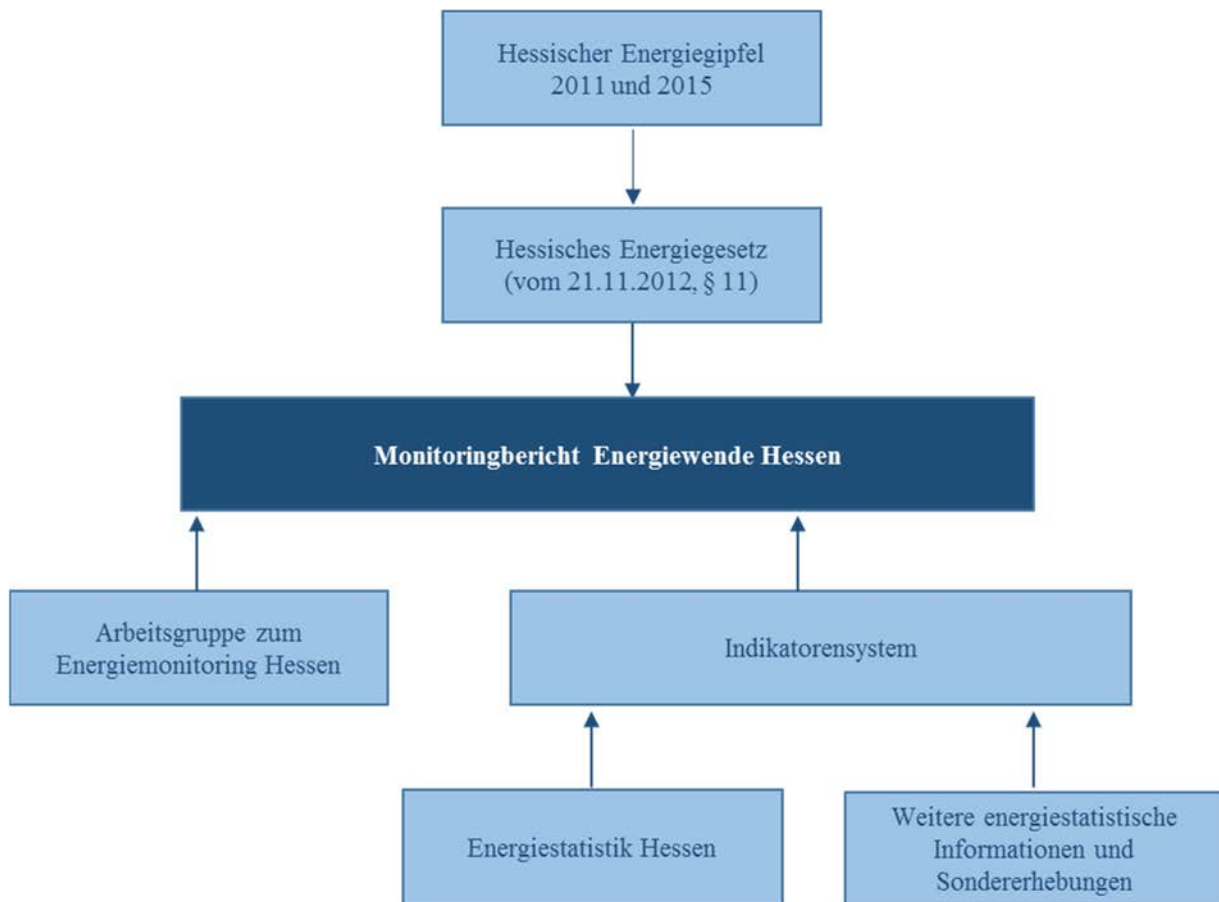 Hessischer Energiegipfel
2011 und 2015
Hessisches Energiegesetz
(vom 21.11.2012, § 11)
Monitoringbericht Energiewende Hessen
Arbeitsgruppe zum
Energiemonitoring Hessen
Indikatorensystem
Energiestatistik Hessen
Weitere energiestatistische
Informationen und
Sondererhebungen